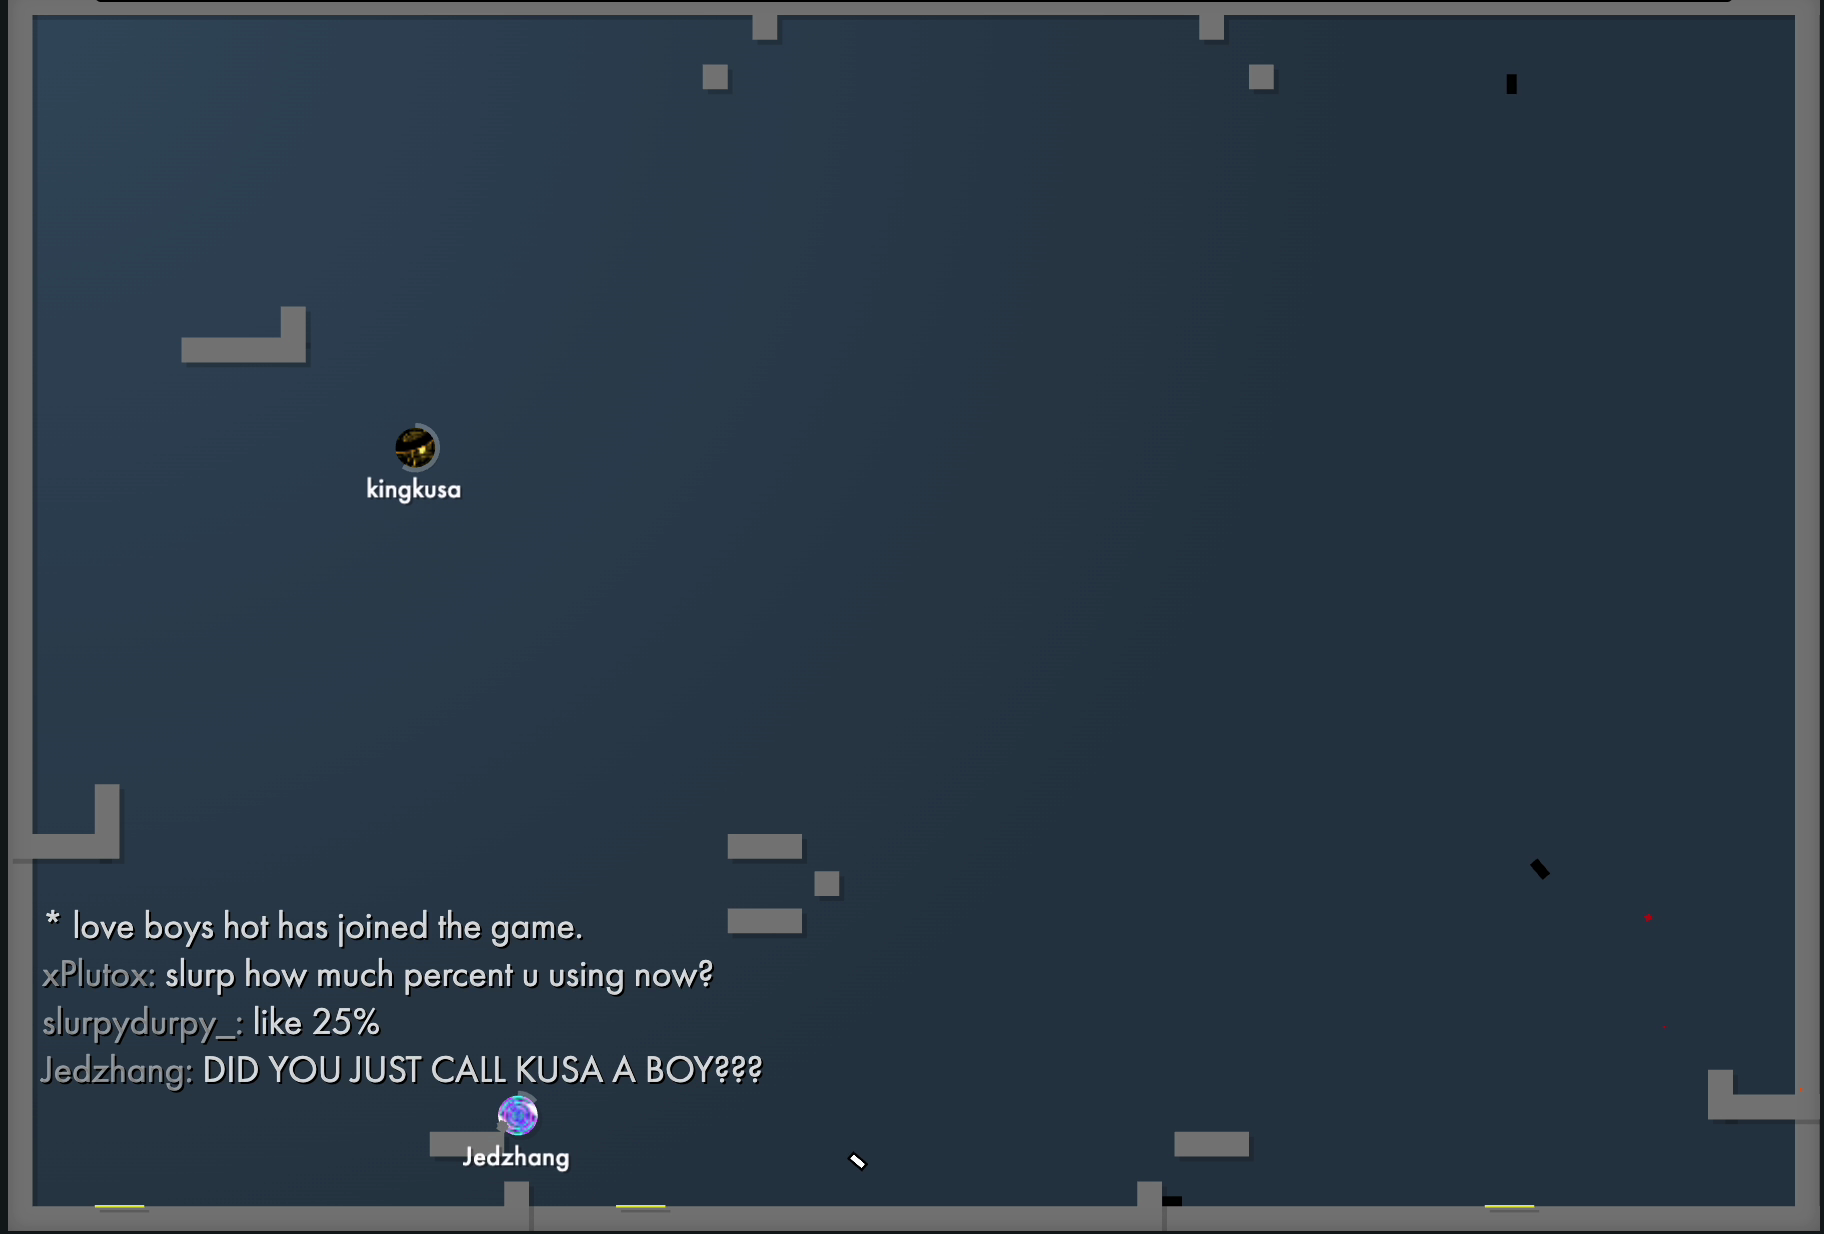 kingkusa
* love boys hot has joined the game.
xPlutox: slurp how much percent u using now?
slurpydurpy_: like 25%
Jedzhang: DID YOU JUST CALL KUSA A BOY???
Jedzhang